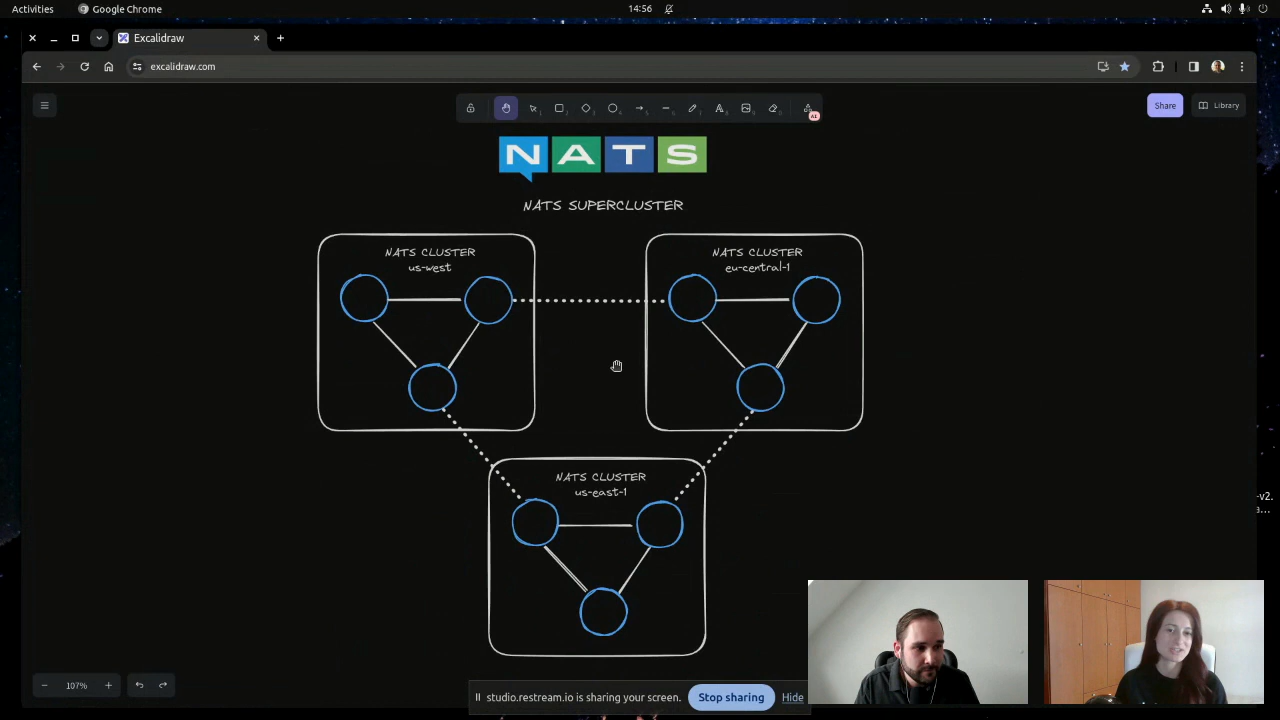 Activities
Google Chrome
14:56
Excalidraw
excalidraw.com
Share
Library
AI
NATS
NATS SUPERCLUSTER
NATS CLUSTER
us-west
NATS CLUSTER
eu-central-1
NATS CLUSTER
us-east-1
-v2.
a...
107%
studio.restream.io is sharing your screen.
Stop sharing
Hide